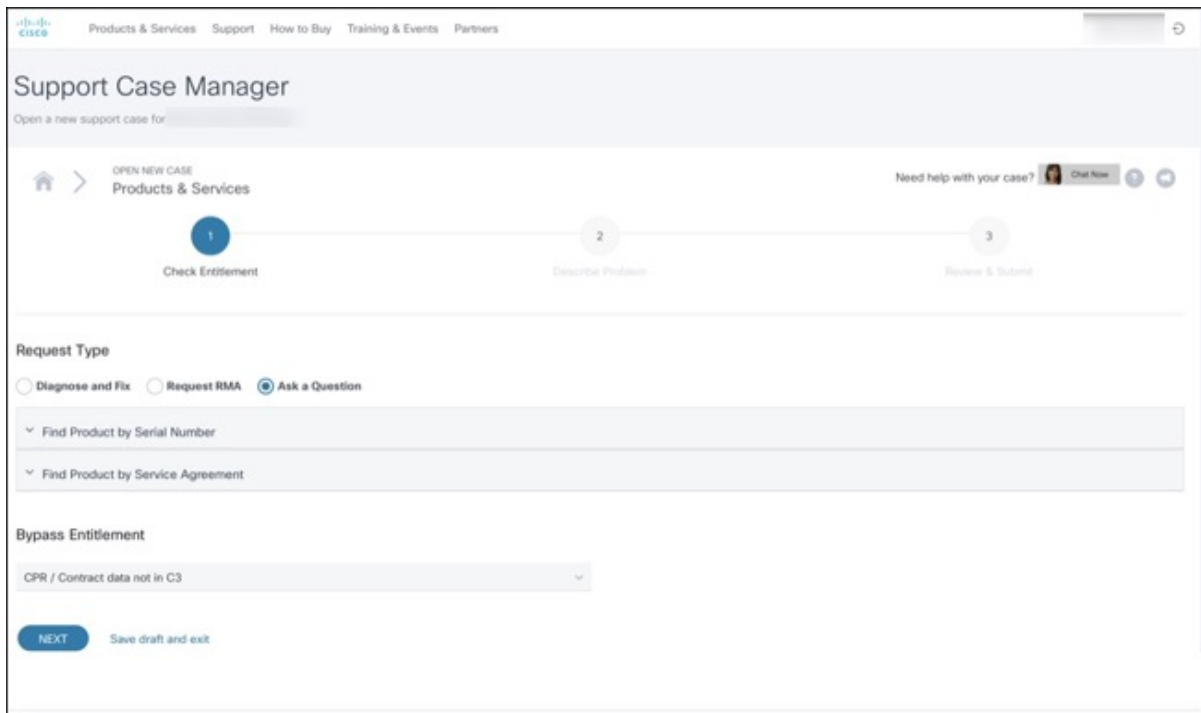 CISCO
Products & Services Support How to Buy Training & Events Partners
Support Case Manager
Open a new support case for
OPEN NEW CASE
Products & Services
Need help with your case? Chat Now
1 2 3
Check Entitlement Describe Problem Review & Submit
Request Type
Diagnose and Fix Request RMA Ask a Question
Find Product by Serial Number
Find Product by Service Agreement
Bypass Entitlement
CPR / Contract data not in C3
NEXT Save draft and exit